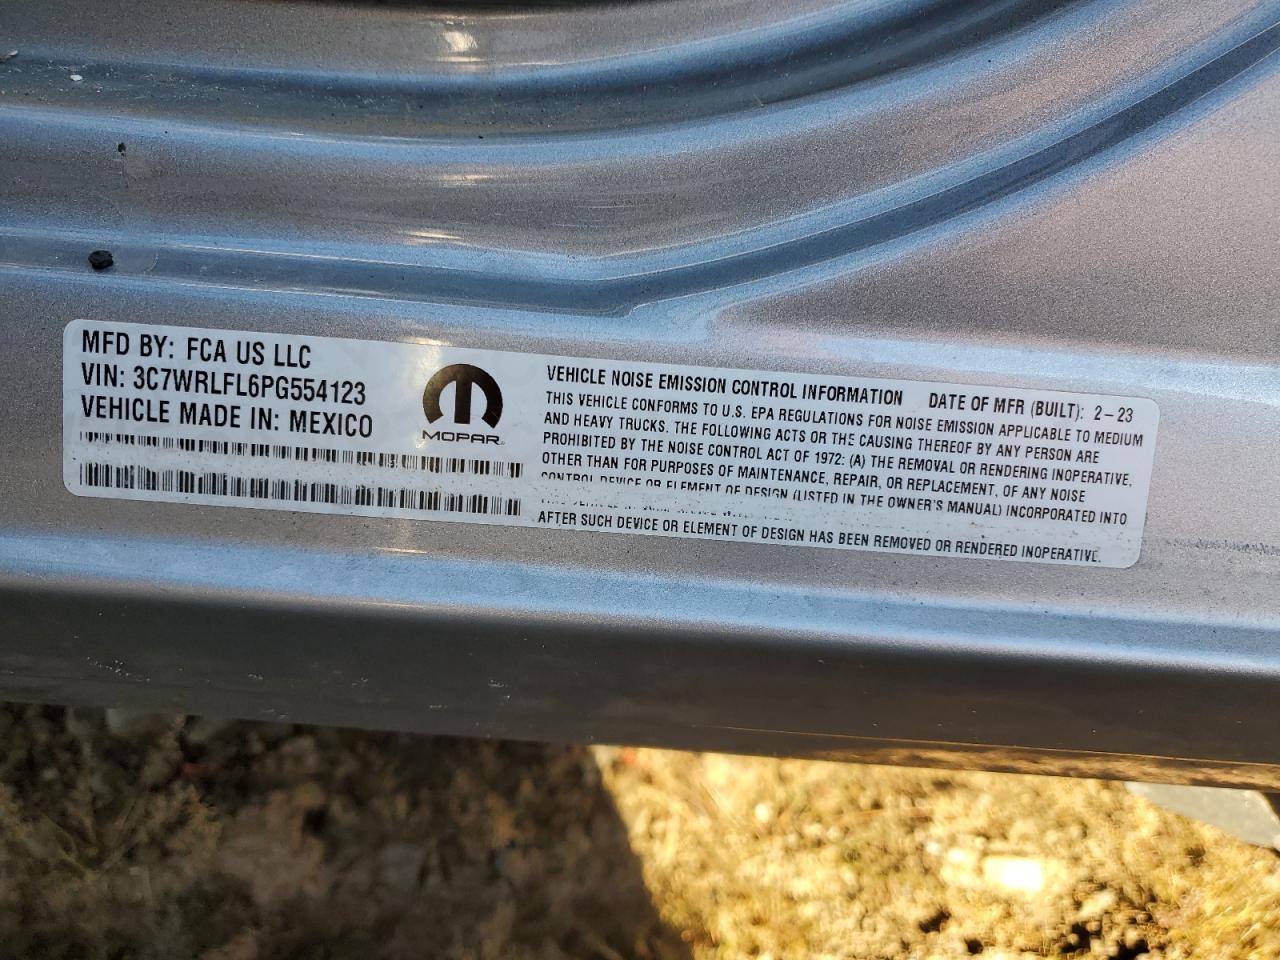 MFD BY: FCA US LLC
VIN: 3C7WRLFL6PG554123
VEHICLE MADE IN: MEXICO
MOPAR
VEHICLE NOISE EMISSION CONTROL INFORMATION DATE OF MFR (BUILT): 2-23
THIS VEHICLE CONFORMS TO U.S. EPA REGULATIONS FOR NOISE EMISSION APPLICABLE TO MEDIUM
AND HEAVY TRUCKS. THE FOLLOWING ACTS OR THE CAUSING THEREOF BY ANY PERSON ARE
PROHIBITED BY THE NOISE CONTROL ACT OF 1972: (A) THE REMOVAL OR RENDERING INOPERATIVE,
OTHER THAN FOR PURPOSES OF MAINTENANCE, REPAIR, OR REPLACEMENT, OF ANY NOISE
CONTROL DEVICE OR ELEMENT OF DESIGN (LISTED IN THE OWNER'S MANUAL) INCORPORATED INTO
AFTER SUCH DEVICE OR ELEMENT OF DESIGN HAS BEEN REMOVED OR RENDERED INOPERATIVE.